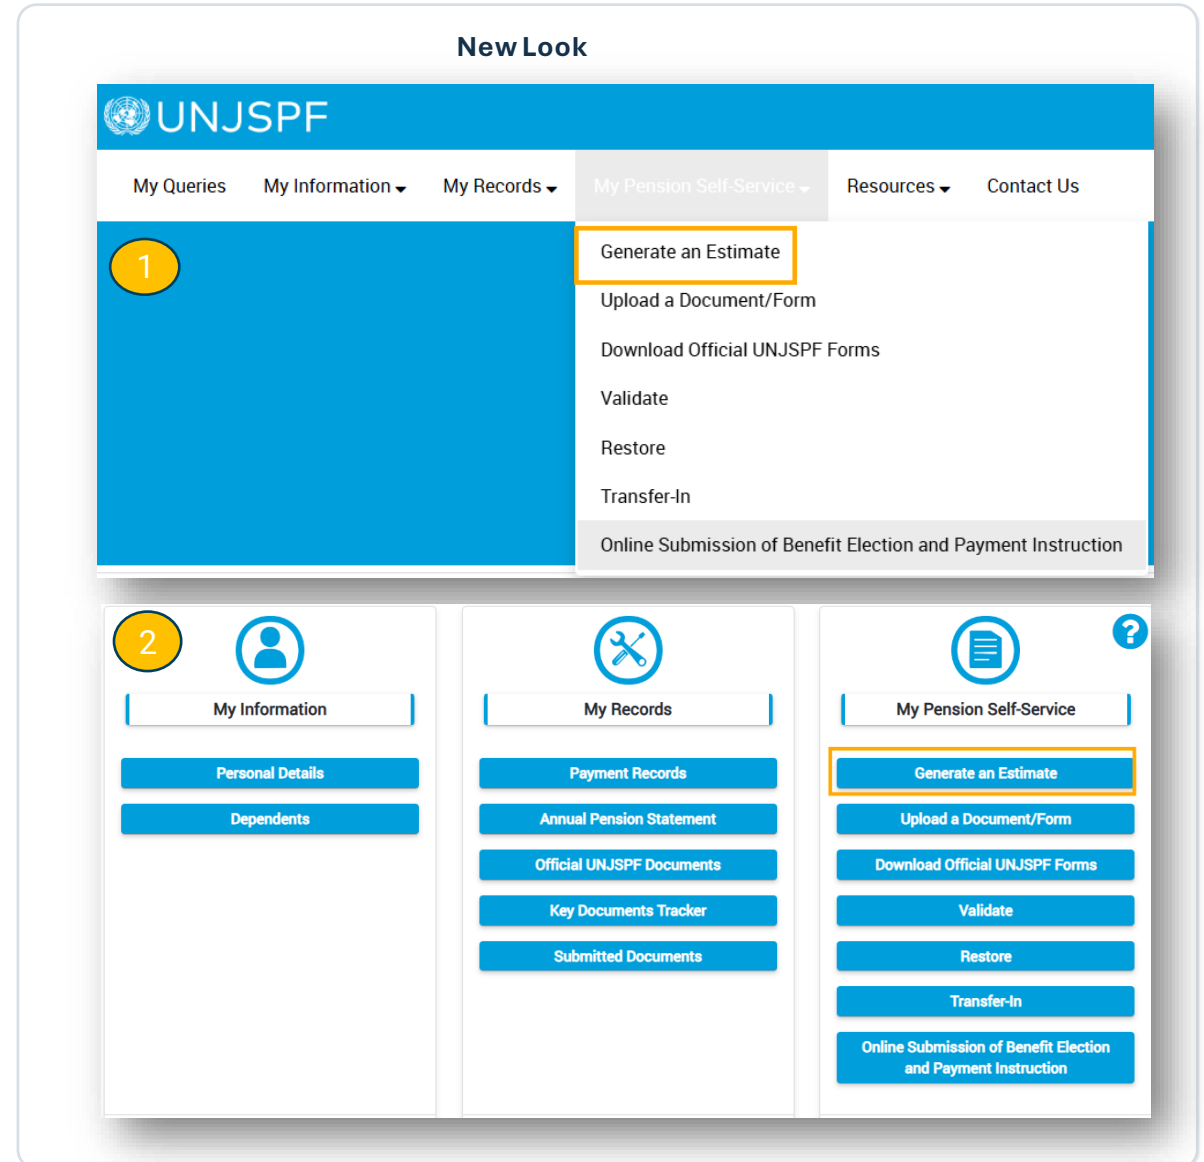 New Look
UNJSPF
My Queries My Information My Records My Pension Self-Service Resources Contact Us
1
Generate an Estimate
Upload a Document/Form
Download Official UNJSPF Forms
Validate
Restore
Transfer-In
Online Submission of Benefit Election and Payment Instruction
2
?
My Information
Personal Details
Dependents
My Records
Payment Records
Annual Pension Statement
Official UNJSPF Documents
Key Documents Tracker
Submitted Documents
My Pension Self-Service
Generate an Estimate
Upload a Document/Form
Download Official UNJSPF Forms
Validate
Restore
Transfer-In
Online Submission of Benefit Election
and Payment Instruction